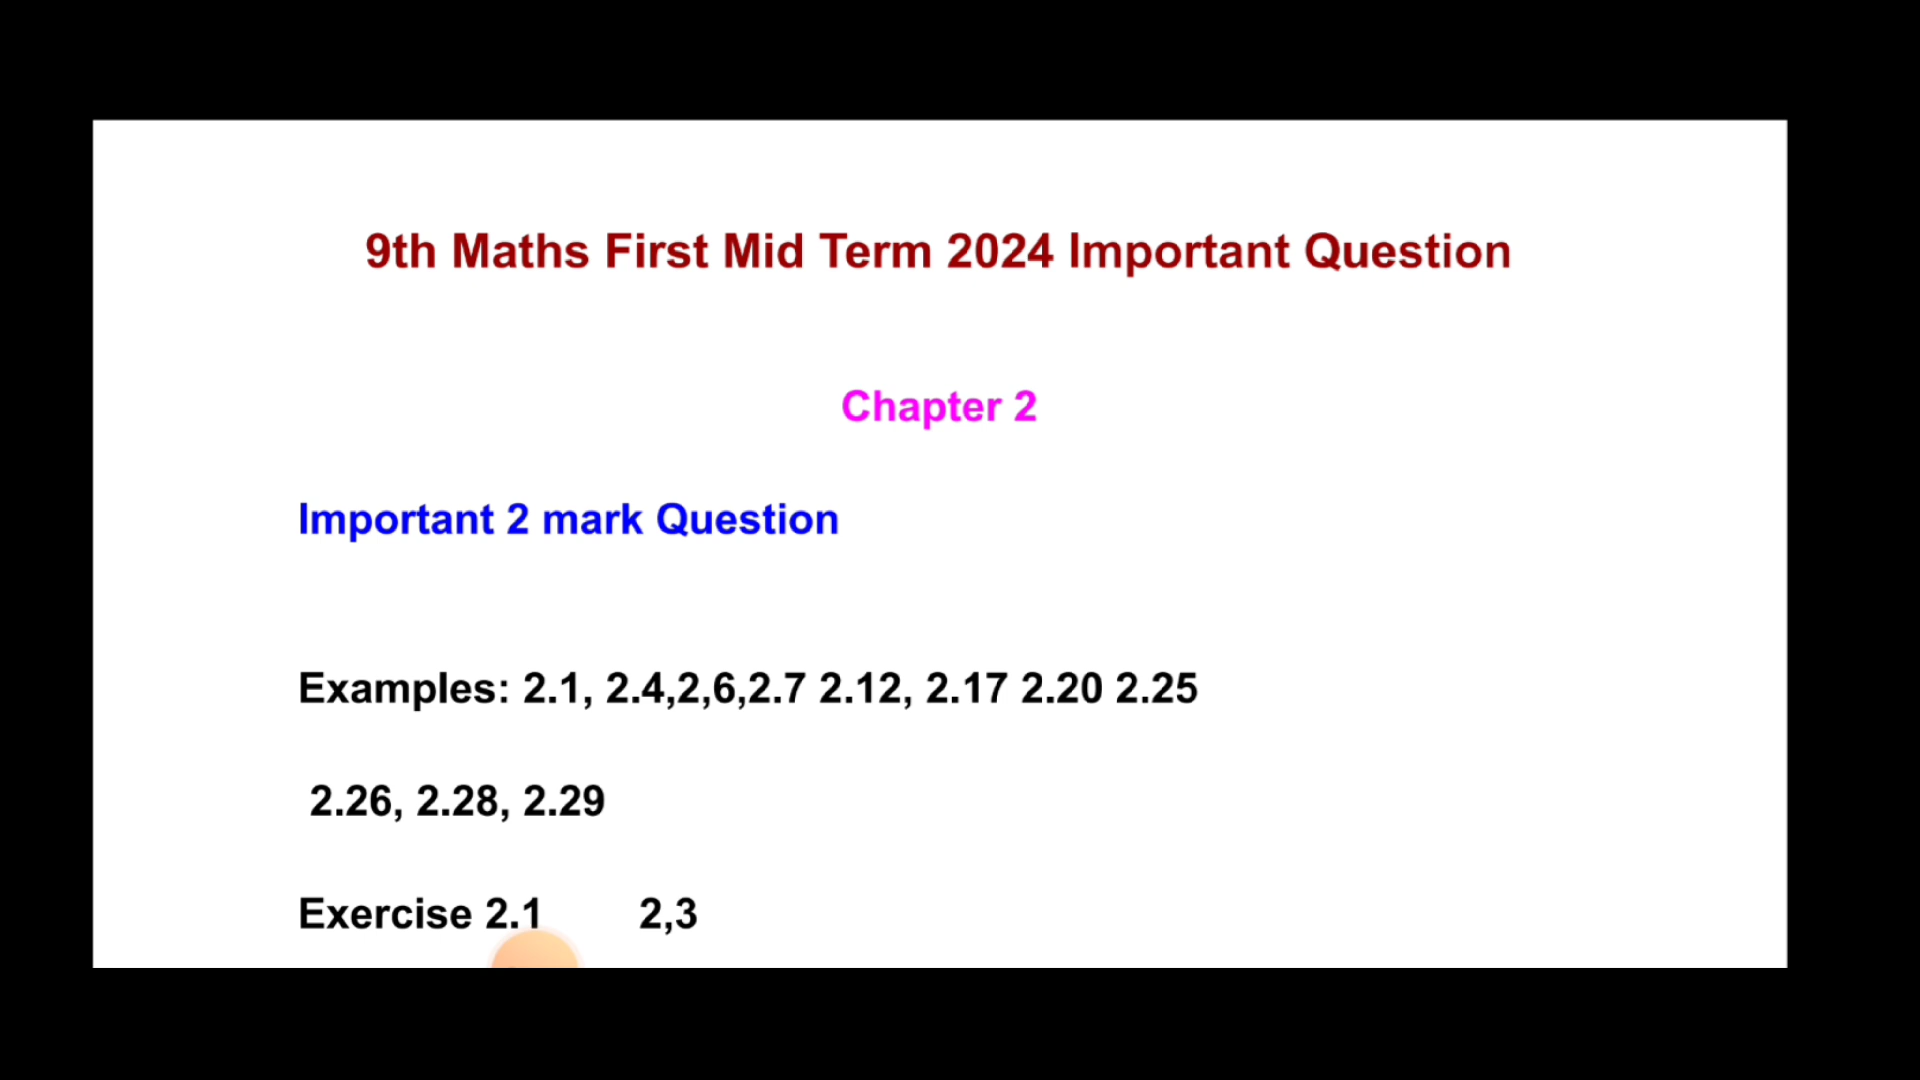 9th Maths First Mid Term 2024 Important Question
Chapter 2
Important 2 mark Question
Examples: 2.1, 2.4,2,6,2.7 2.12, 2.17 2.20 2.25
2.26, 2.28, 2.29
Exercise 2.1 2,3